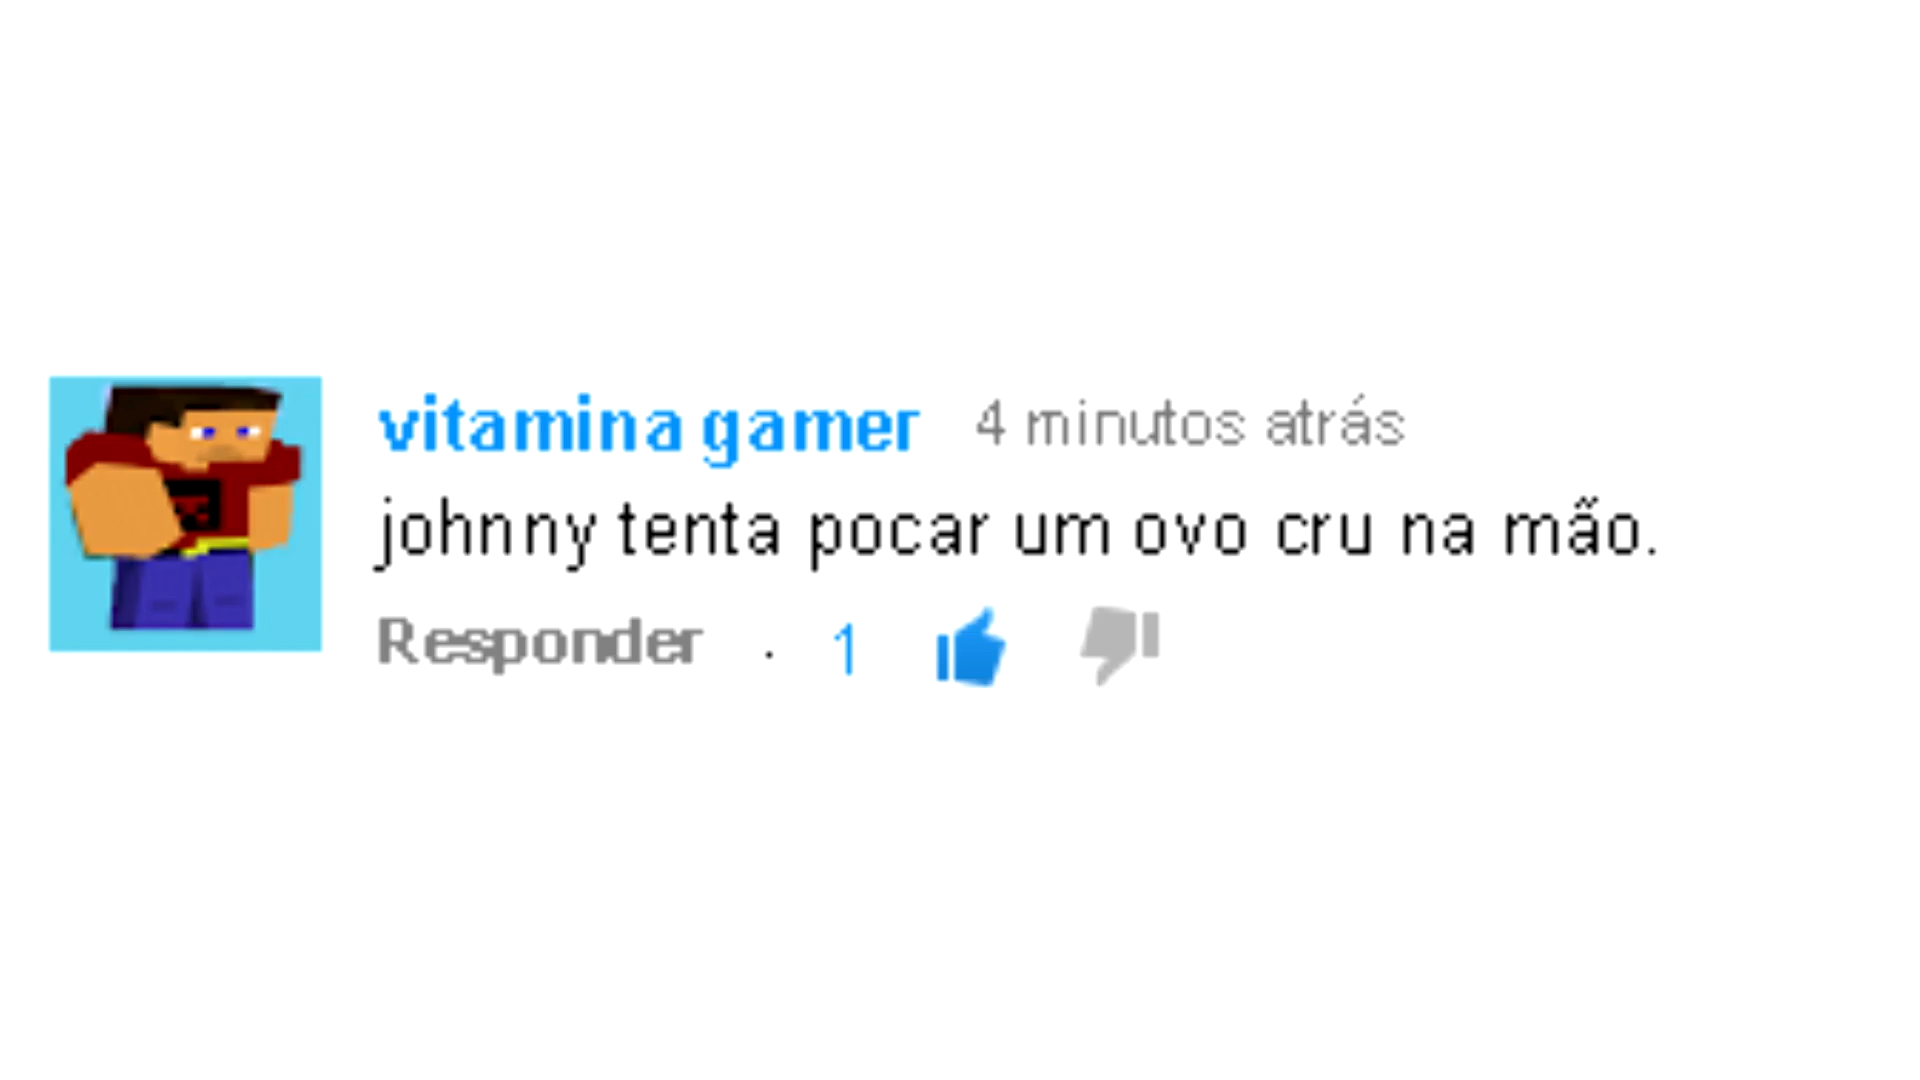 vitamina gamer 4 minutos atrás
johnny tenta pocar um ovo cru na mão.
Responder · 1